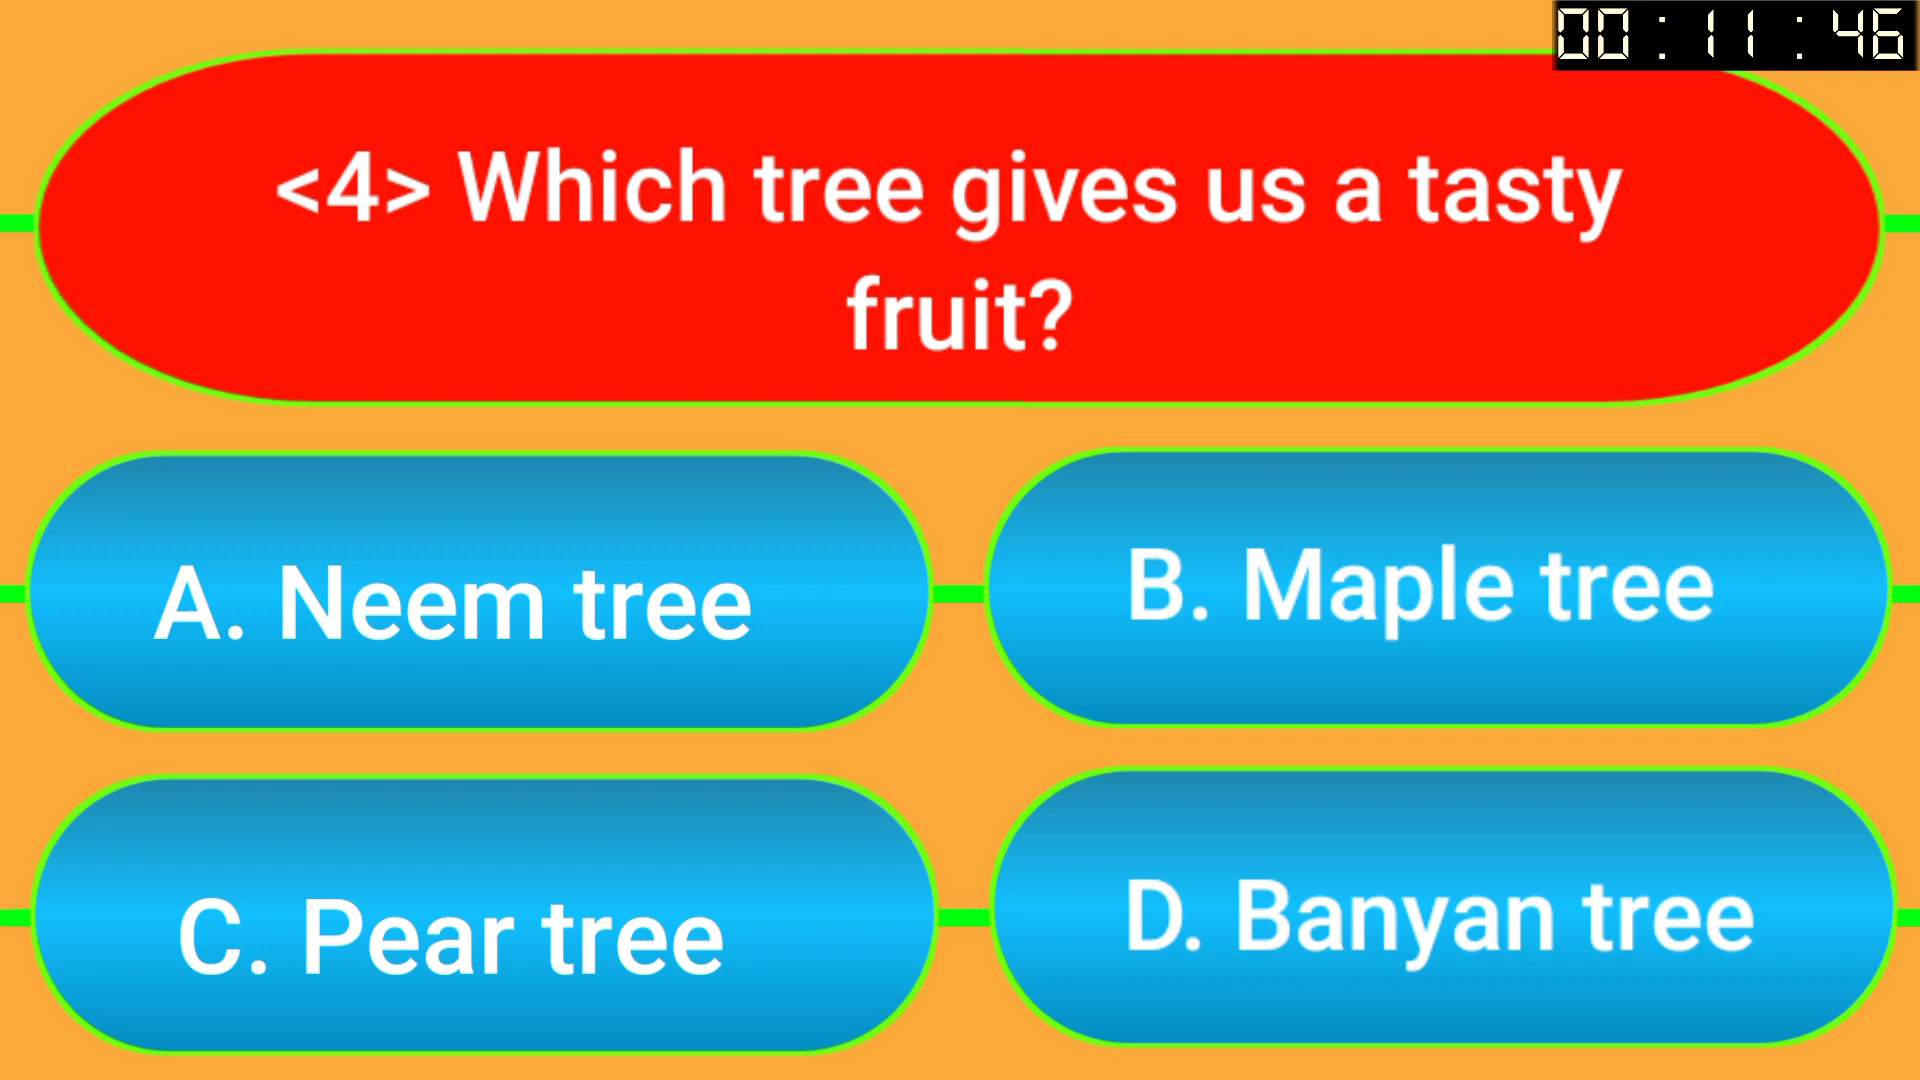 00:11:46
<4> Which tree gives us a tasty
fruit?
A. Neem tree
B. Maple tree
C. Pear tree
D. Banyan tree